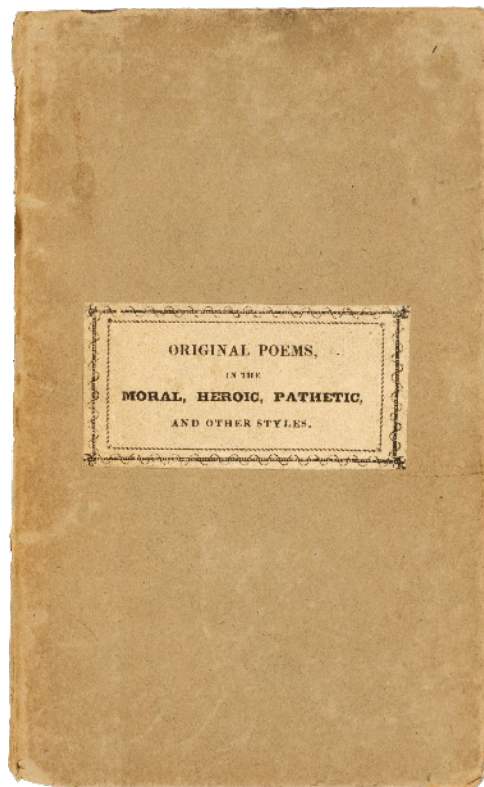 ORIGINAL POEMS,
IN THE
MORAL, HEROIC, PATHETIC,
AND OTHER STYLES.